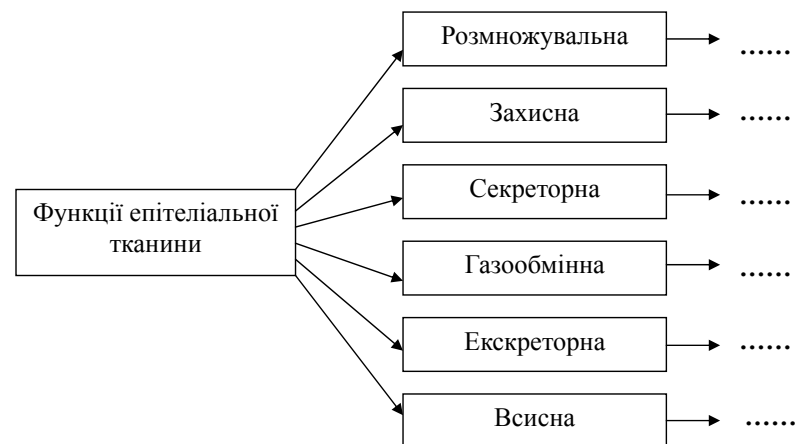 Розмножувальна
......
Захисна
......
Секреторна
......
Функції епітеліальної
тканини
Газообмінна
......
Екскреторна
......
Всисна
......